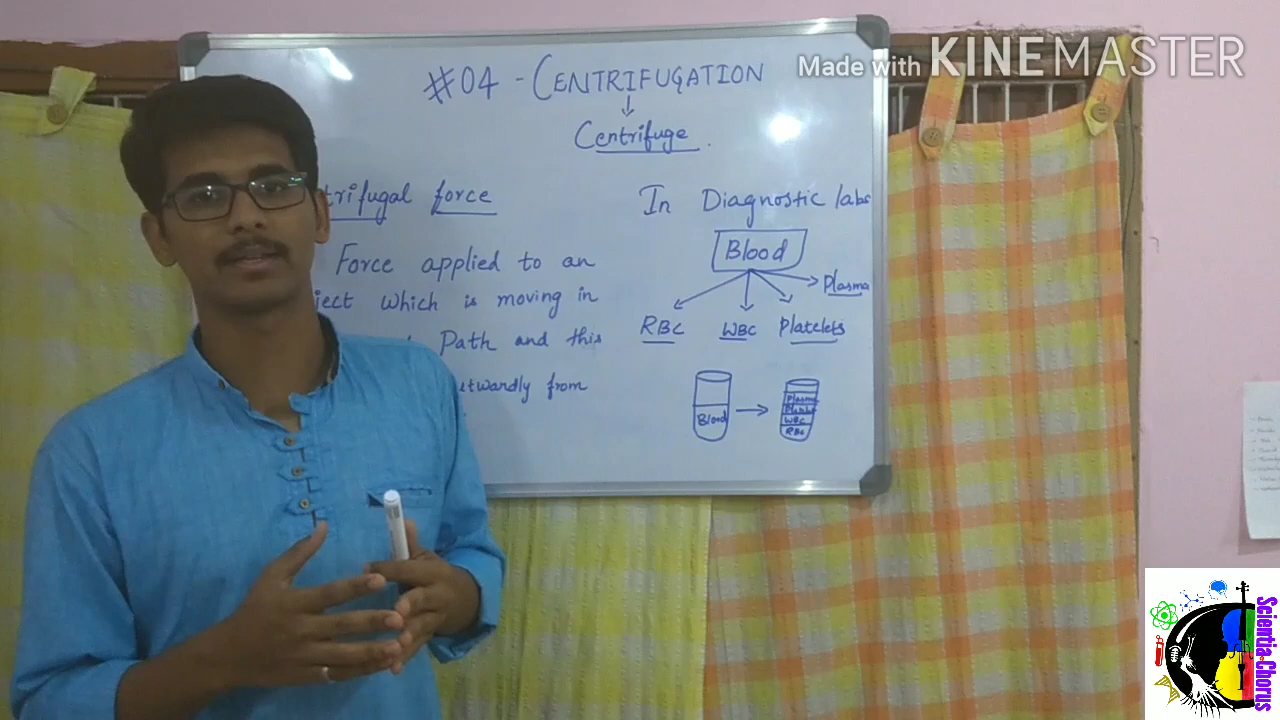 Made with KINEMASTER
#04 - CENTRIFUGATION
Centrifuge.
trifugal force
Force applied to an
ject which is moving in
Path and this
utwardly from
In Diagnostic labs
Blood
Plasma
RBC WBC Platelets
Blood
Plasma
WBC
RBC
Scientia Chorus